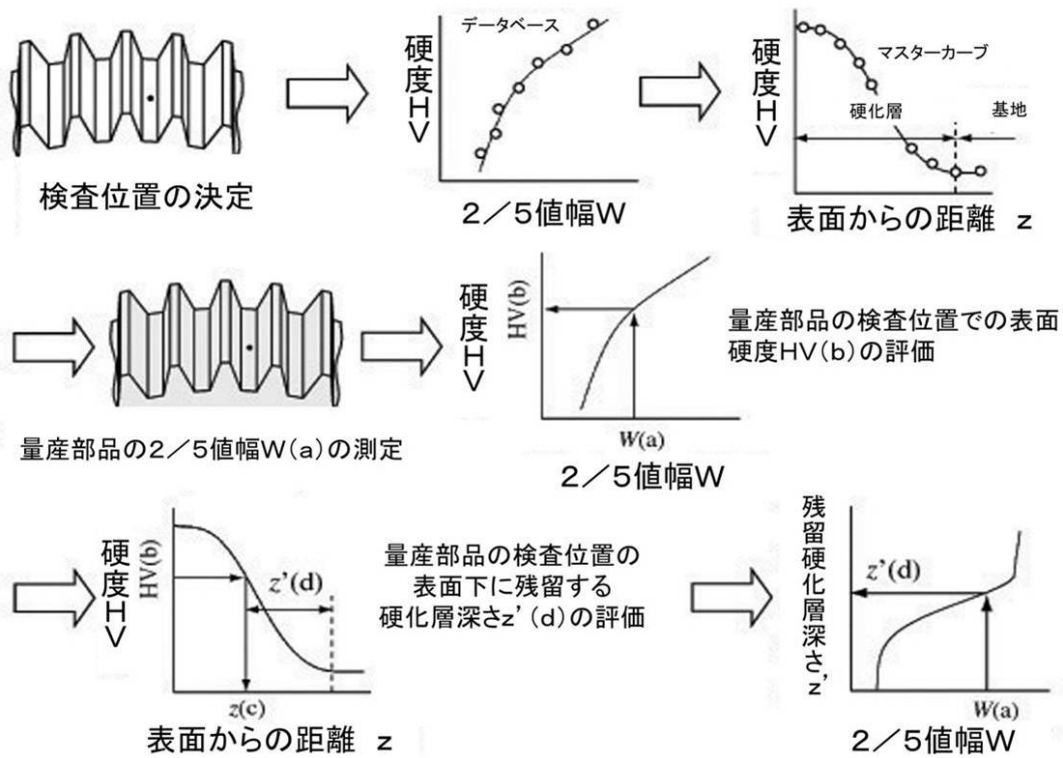 データベース
硬度HV
2/5値幅W
マスターカーブ
硬化層
基地
硬度HV
表面からの距離 z
検査位置の決定
量産部品の2/5値幅W(a)の測定
硬度HV
HV(b)
W(a)
2/5値幅W
量産部品の検査位置での表面
硬度HV(b)の評価
硬度HV
HV(b)
z'(d)
z(c)
表面からの距離 z
量産部品の検査位置の
表面下に残留する
硬化層深さz'(d)の評価
残留硬化層深さz'
z'(d)
W(a)
2/5値幅W